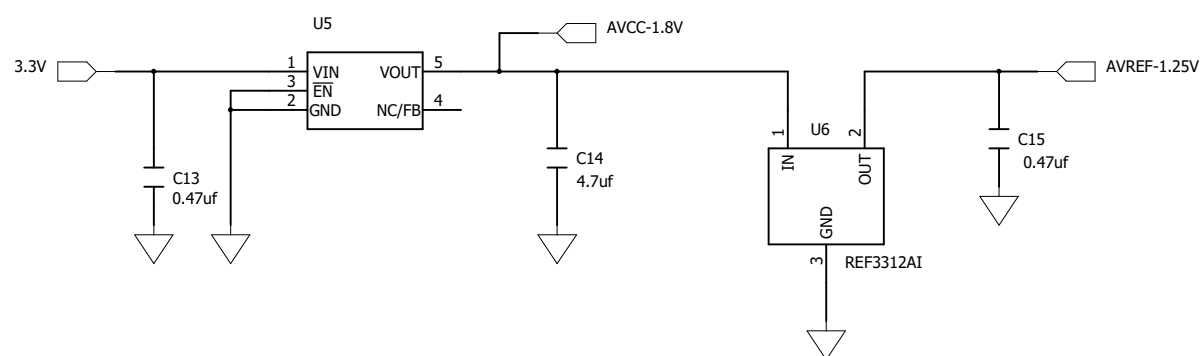 U5
AVCC-1.8V
3.3V
1 VIN VOUT 5
3 EN
2 GND NC/FB 4
AVREF-1.25V
C13
0.47uf
C14
4.7uf
1 U6 2
IN OUT
GND
3 REF3312AI
C15
0.47uf